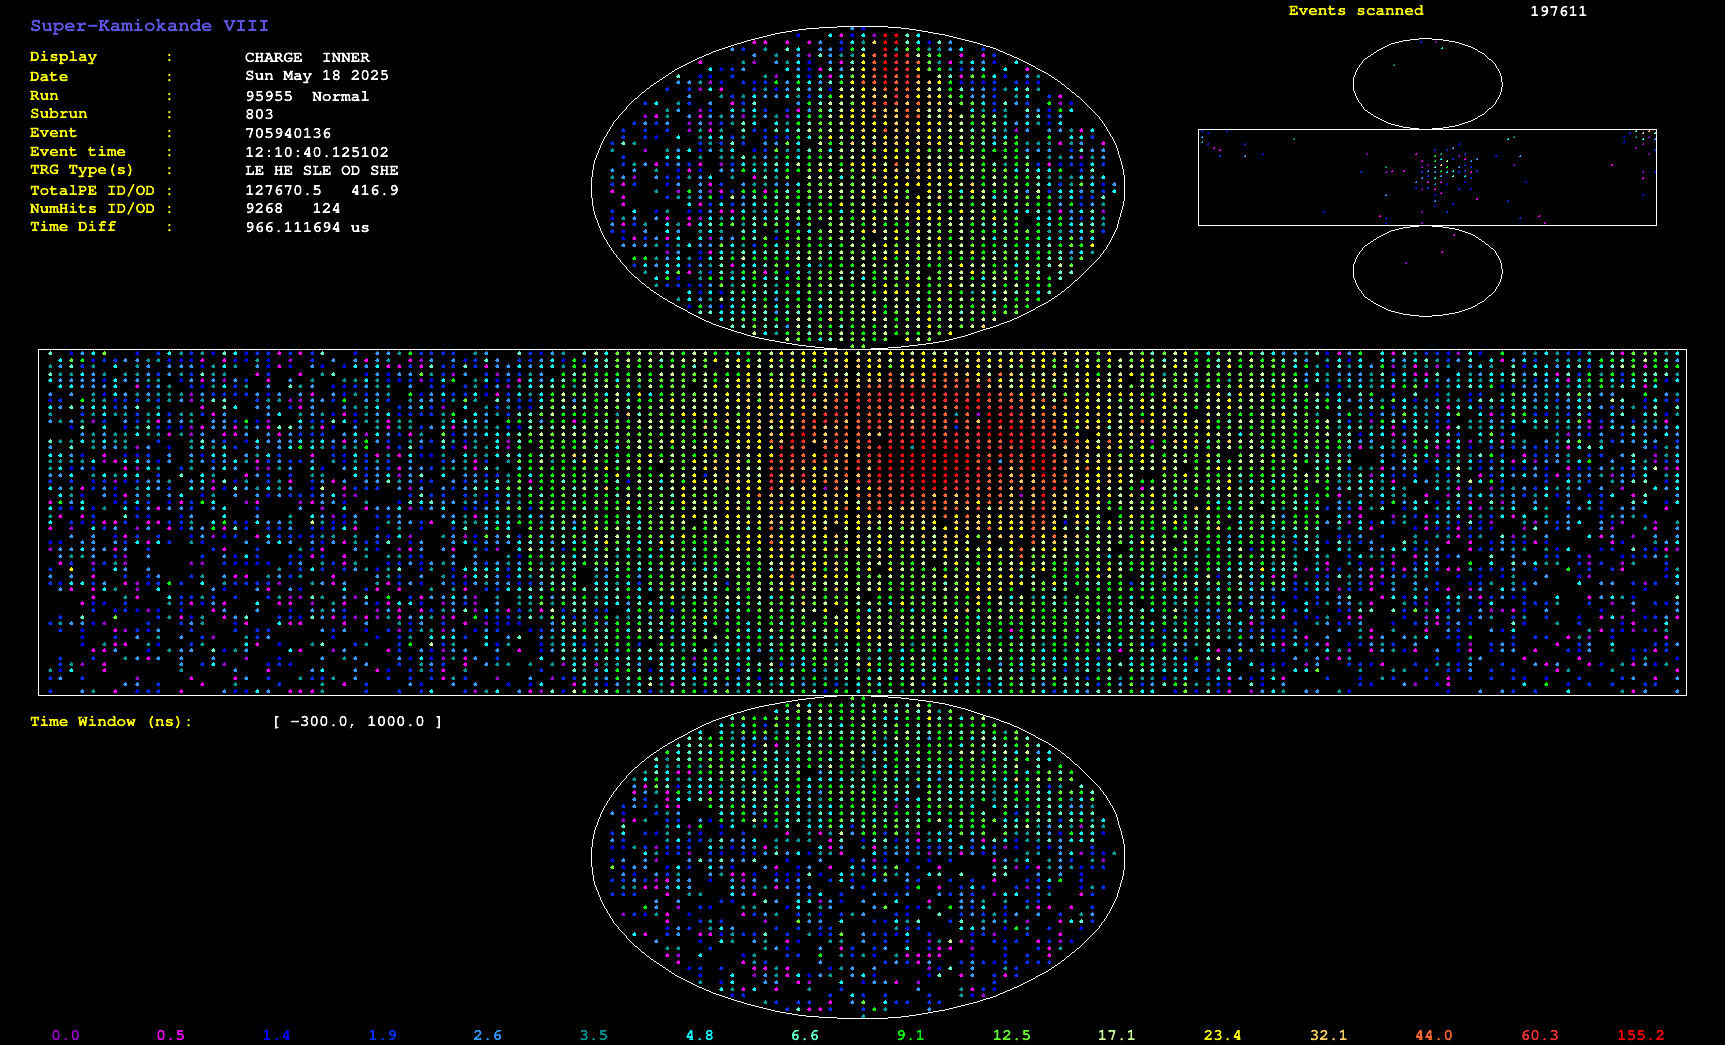 Super-Kamiokande VIII
Display : CHARGE INNER
Date : Sun May 18 2025
Run : 95955 Normal
Subrun : 803
Event : 705940136
Event time : 12:10:40.125102
TRG Type(s) : LE HE SLE OD SHE
TotalPE ID/OD : 127670.5 416.9
NumHits ID/OD : 9268 124
Time Diff : 966.111694 us
Events scanned 197611
Time Window (ns): [ -300.0, 1000.0 ]
0.0 0.5 1.4 1.9 2.6 3.5 4.8 6.6 9.1 12.5 17.1 23.4 32.1 44.0 60.3 155.2